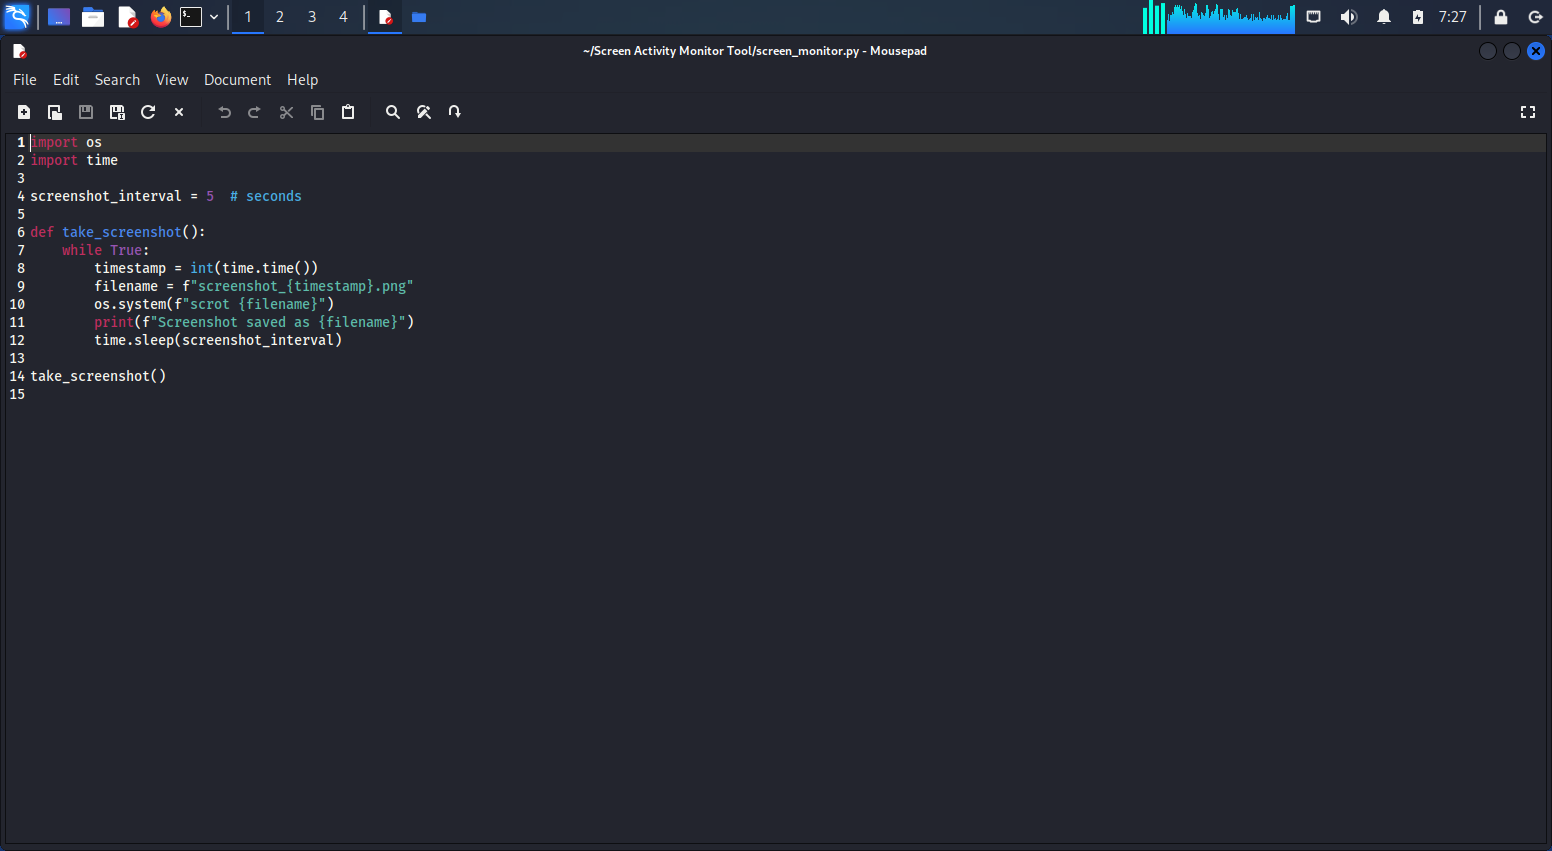 1 2 3 4 7:27
~/Screen Activity Monitor Tool/screen_monitor.py - Mousepad
File Edit Search View Document Help
1 import os
2 import time
3
4 screenshot_interval = 5  # seconds
5
6 def take_screenshot():
7     while True:
8         timestamp = int(time.time())
9         filename = f"screenshot_{timestamp}.png"
10         os.system(f"scrot {filename}")
11         print(f"Screenshot saved as {filename}")
12         time.sleep(screenshot_interval)
13
14 take_screenshot()
15